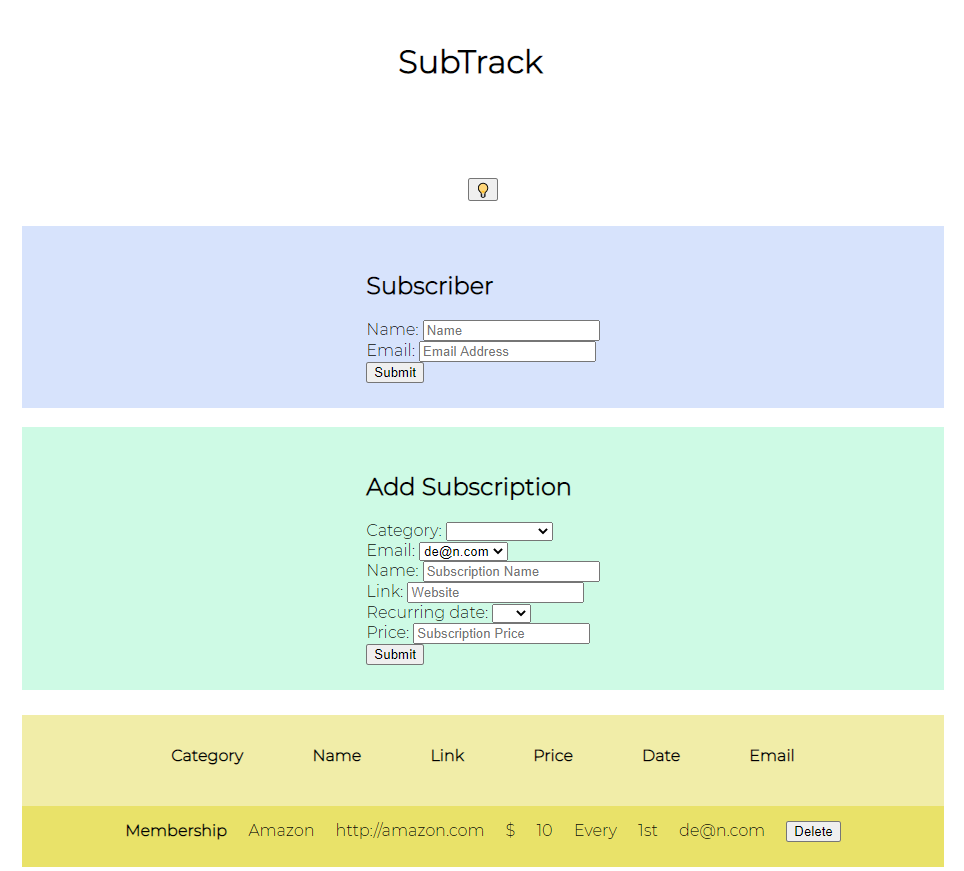 SubTrack
Subscriber
Name: Name
Email: Email Address
Submit
Add Subscription
Category:
Email: de@n.com
Name: Subscription Name
Link: Website
Recurring date:
Price: Subscription Price
Submit
Category Name Link Price Date Email
Membership Amazon http://amazon.com $ 10 Every 1st de@n.com Delete